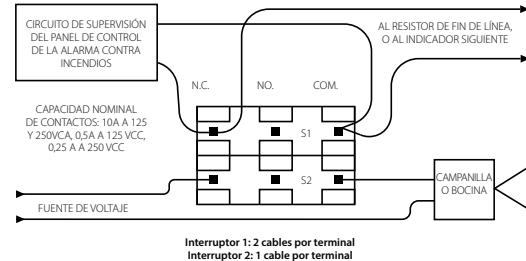 CIRCUITO DE SUPERVISIÓN
DEL PANEL DE CONTROL
DE LA ALARMA CONTRA
INCENDIOS
AL RESISTOR DE FIN DE LÍNEA,
O AL INDICADOR SIGUIENTE
N.C.
NO.
COM.
CAPACIDAD NOMINAL
DE CONTACTOS: 10A A 125
Y 250VCA, 0,5A A 125 VCC,
0,25 A A 250 VCC
S1
S2
CAMPANILLA
O BOCINA
FUENTE DE VOLTAJE
Interruptor 1: 2 cables por terminal
Interruptor 2: 1 cable por terminal